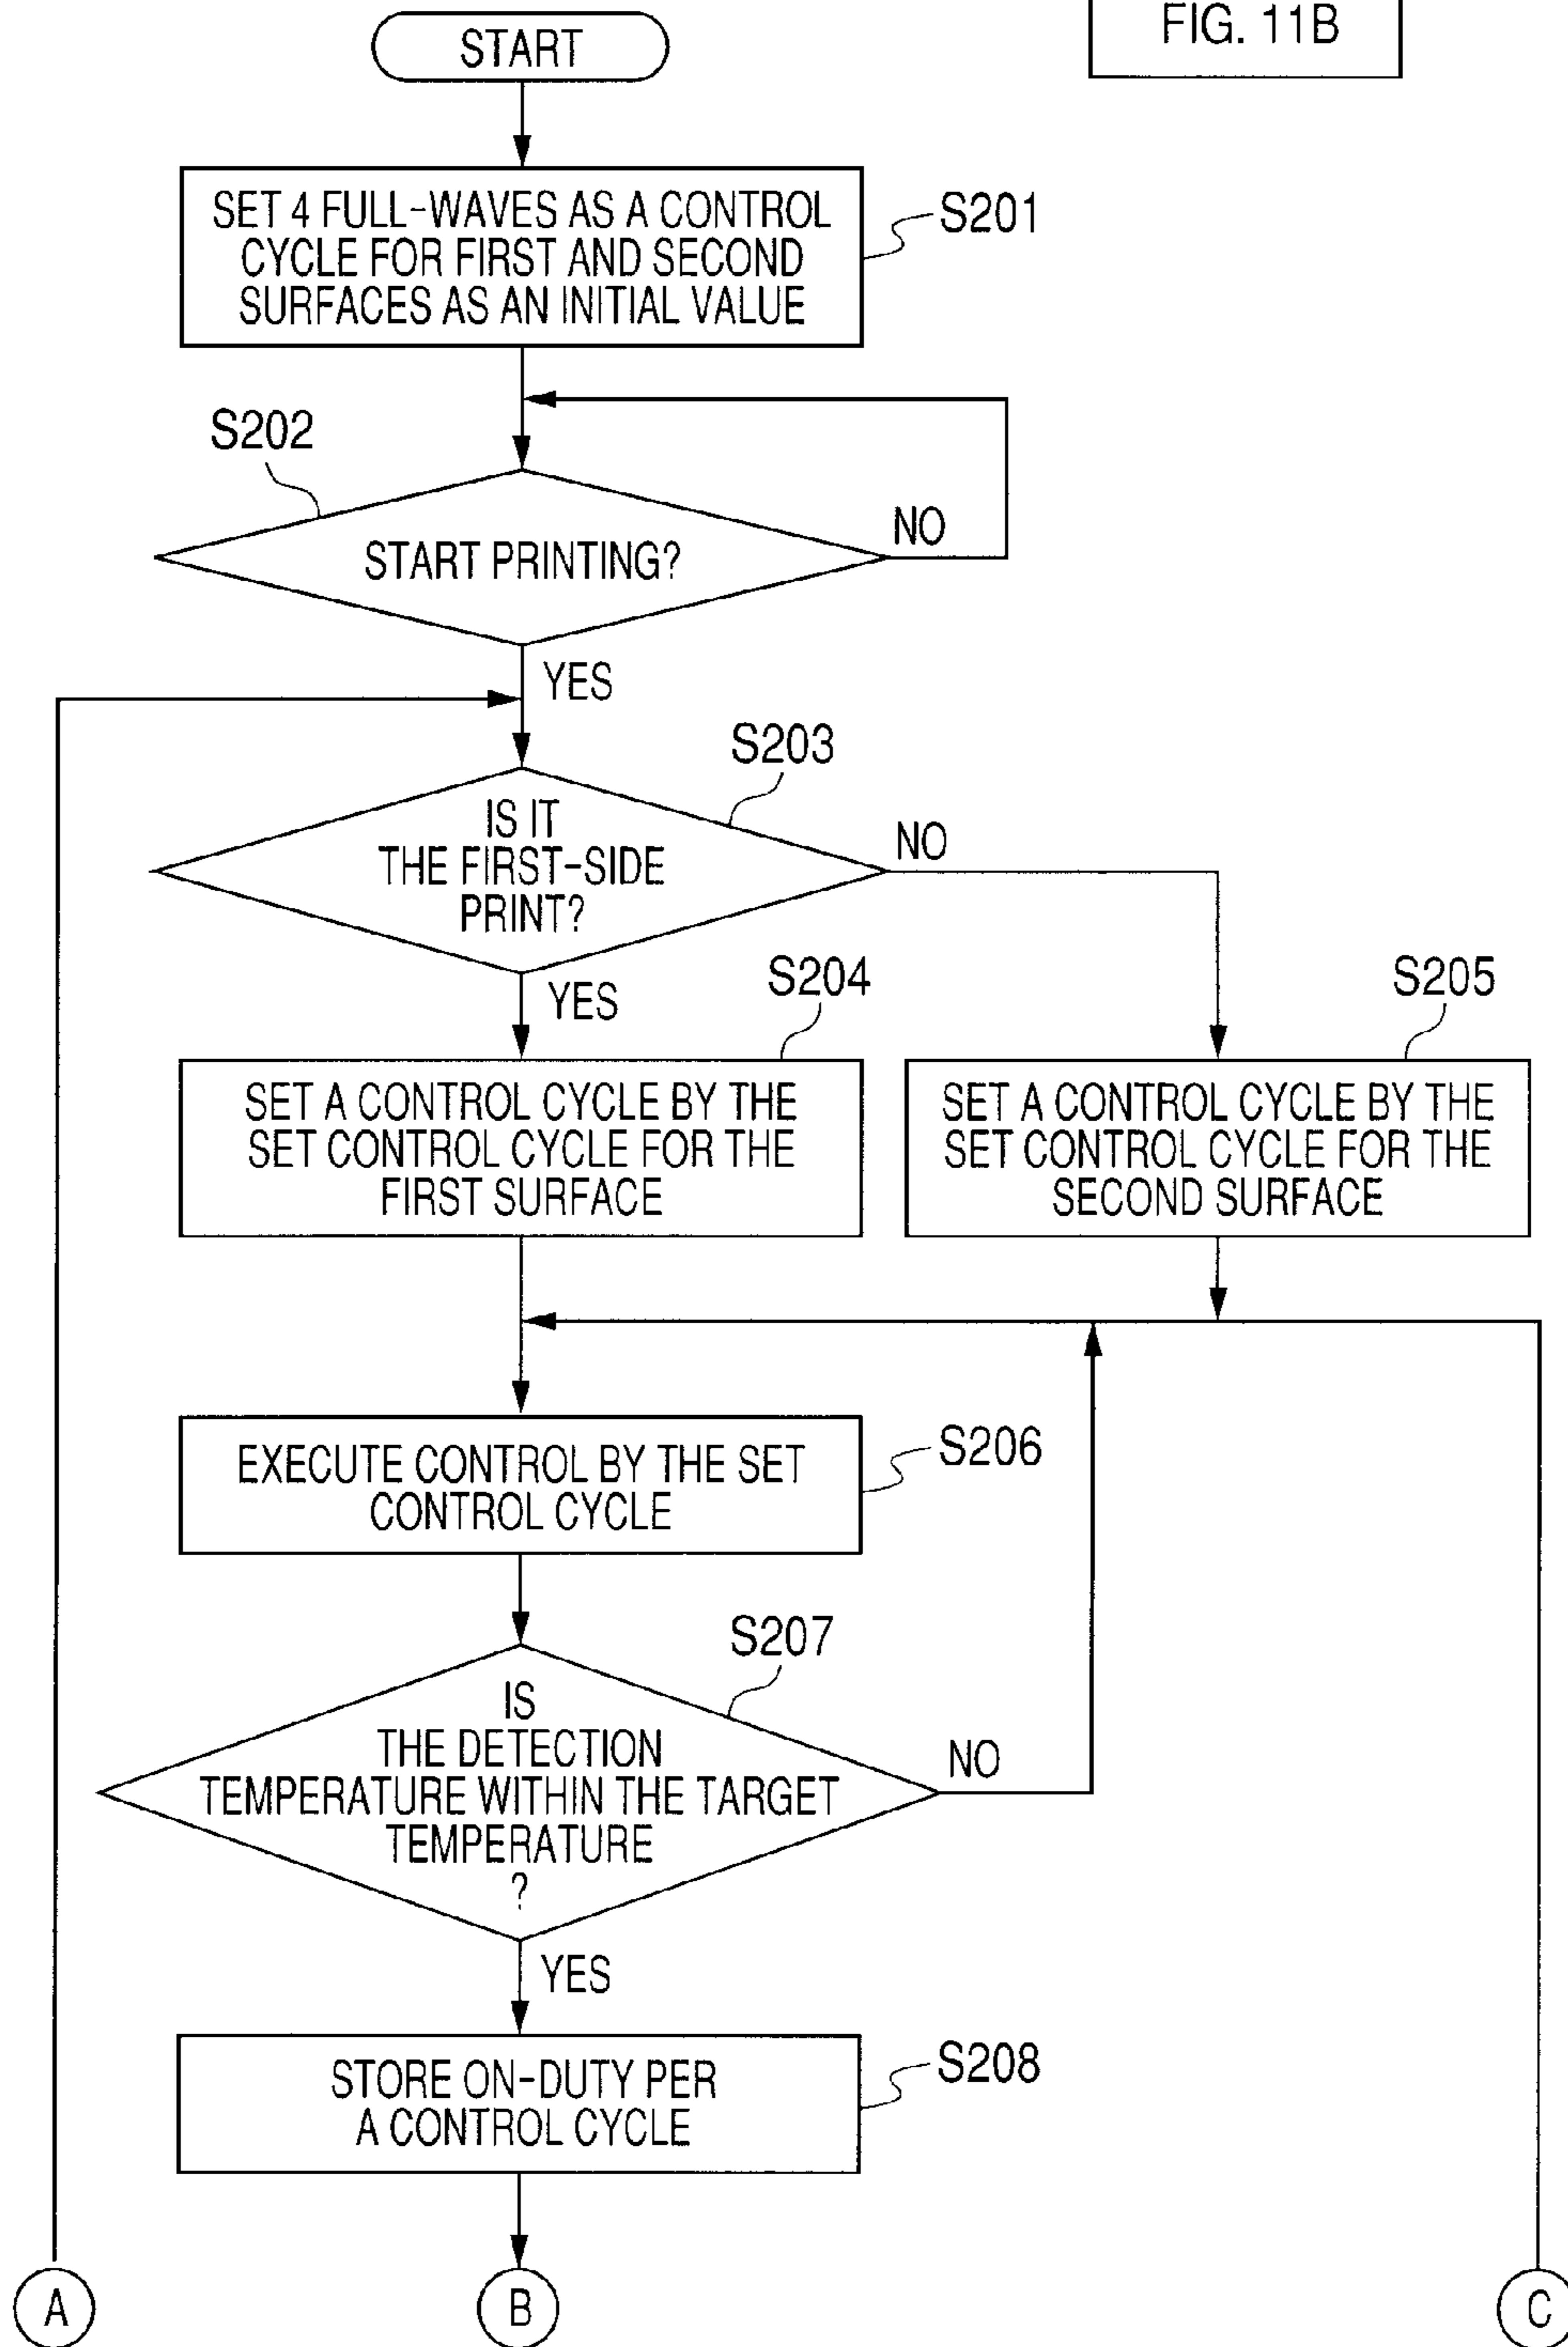 FIG. 11B
START
SET 4 FULL-WAVES AS A CONTROL
CYCLE FOR FIRST AND SECOND
SURFACES AS AN INITIAL VALUE
S201
S202
START PRINTING?
NO
YES
S203
IS IT
THE FIRST-SIDE
PRINT?
NO
YES
S204
SET A CONTROL CYCLE BY THE
SET CONTROL CYCLE FOR THE
FIRST SURFACE
S205
SET A CONTROL CYCLE BY THE
SET CONTROL CYCLE FOR THE
SECOND SURFACE
EXECUTE CONTROL BY THE SET
CONTROL CYCLE
S206
S207
IS
THE DETECTION
TEMPERATURE WITHIN THE TARGET
TEMPERATURE
?
NO
YES
STORE ON-DUTY PER
A CONTROL CYCLE
S208
A
B
C